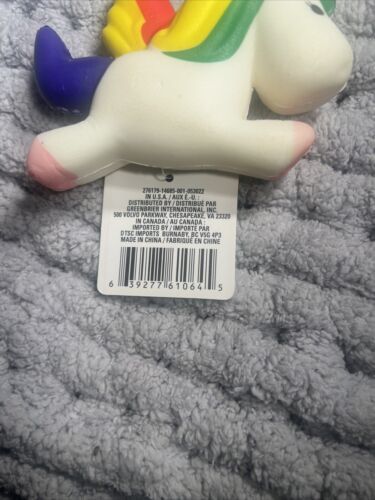 276179-14685-001-053022
IN U.S.A. / AUX É.-U. :
DISTRIBUTED BY / DISTRIBUÉ PAR
GREENBRIER INTERNATIONAL, INC.
500 VOLVO PARKWAY, CHESAPEAKE, VA 23320
IN CANADA / AU CANADA :
IMPORTED BY / IMPORTÉ PAR
DTSC IMPORTS BURNABY, BC V5G 4P3
MADE IN CHINA / FABRIQUÉ EN CHINE
6 39277 61064 5